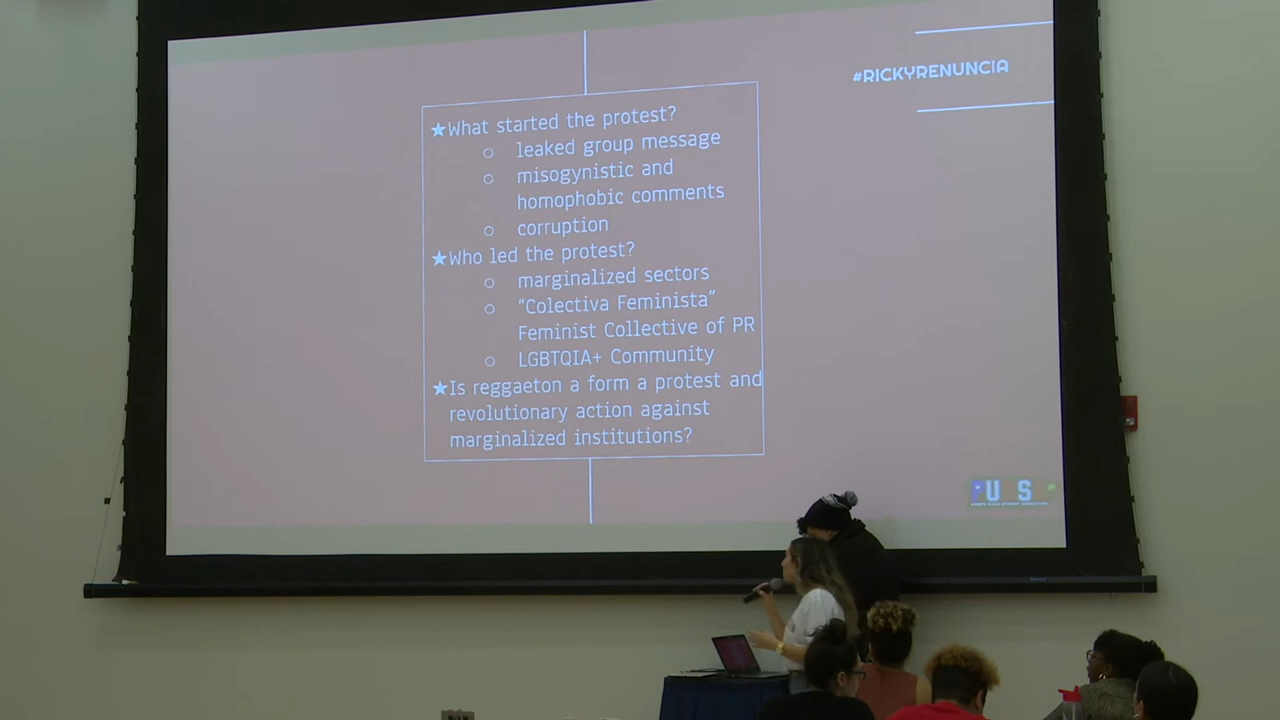 #RICKYRENUNCIA
★What started the protest?
○ leaked group message
○ misogynistic and
homophobic comments
○ corruption
★Who led the protest?
○ marginalized sectors
○ “Colectiva Feminista”
Feminist Collective of PR
○ LGBTQIA+ Community
★Is reggaeton a form a protest and
revolutionary action against
marginalized institutions?